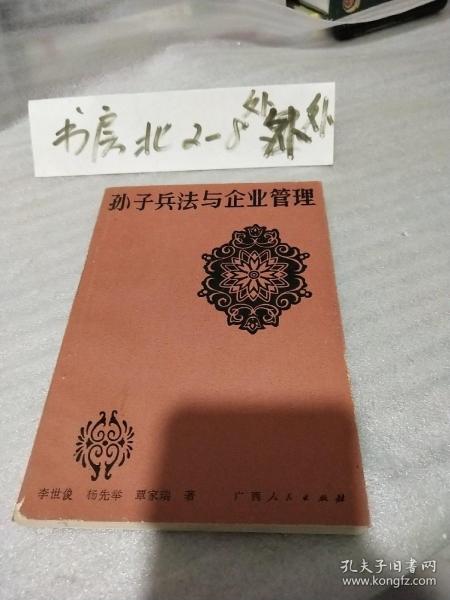 书房北2-8外外外
孙子兵法与企业管理
李世俊 杨先举 覃家瑞 著 广西人民出版社
孔夫子旧书网
www.kongfz.com